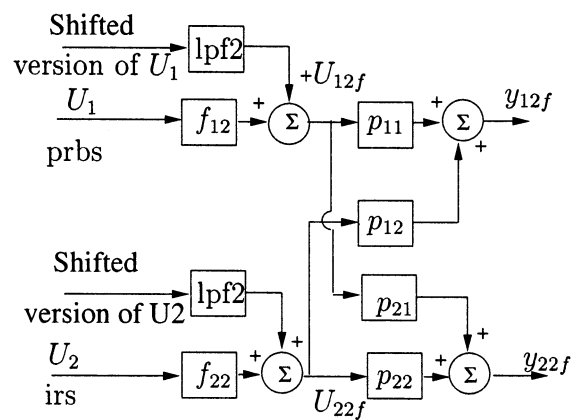 Shifted
version of U₁
lpf2
+U₁₂f
U₁
f₁₂
+
Σ
p₁₁
+
Σ
+
y₁₂f
prbs
p₁₂
Shifted
version of U2
lpf2
p₂₁
U₂
f₂₂
+
+
Σ
U₂₂f
p₂₂
+
+
Σ
y₂₂f
irs